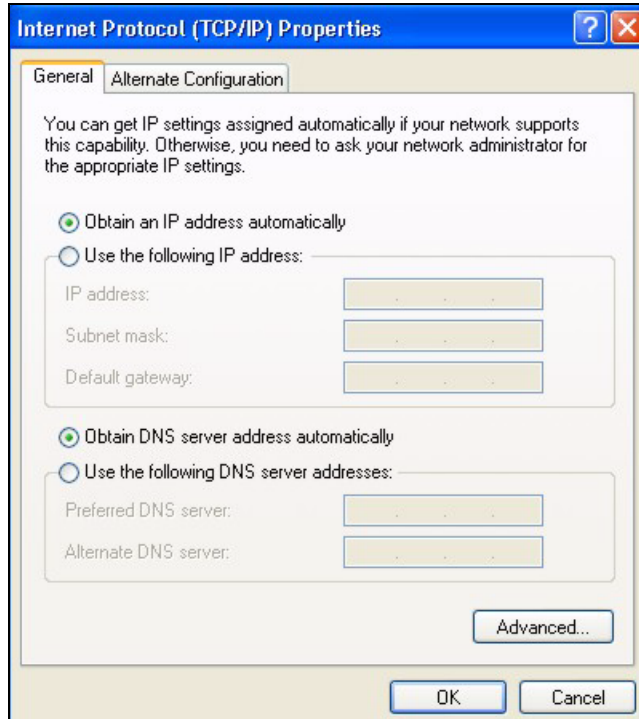 Internet Protocol (TCP/IP) Properties
General
Alternate Configuration
You can get IP settings assigned automatically if your network supports
this capability. Otherwise, you need to ask your network administrator for
the appropriate IP settings.
Obtain an IP address automatically
Use the following IP address:
IP address:
Subnet mask:
Default gateway:
Obtain DNS server address automatically
Use the following DNS server addresses:
Preferred DNS server:
Alternate DNS server:
Advanced...
OK
Cancel